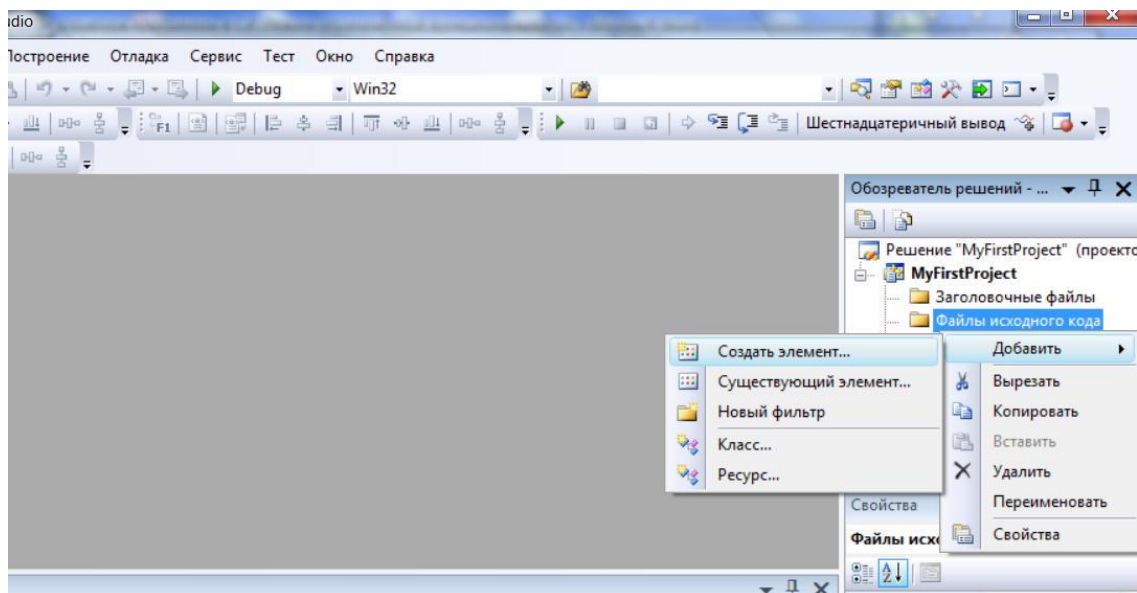 udio
Построение Отладка Сервис Тест Окно Справка
Debug Win32
F1 Шестнадцатеричный вывод
Обозреватель решений - ...
Решение "MyFirstProject" (проекто
MyFirstProject
Заголовочные файлы
Файлы исходного кода
Создать элемент...
Существующий элемент...
Новый фильтр
Класс...
Ресурс...
Добавить
Вырезать
Копировать
Вставить
Удалить
Переименовать
Свойства
Свойства
Файлы исхо